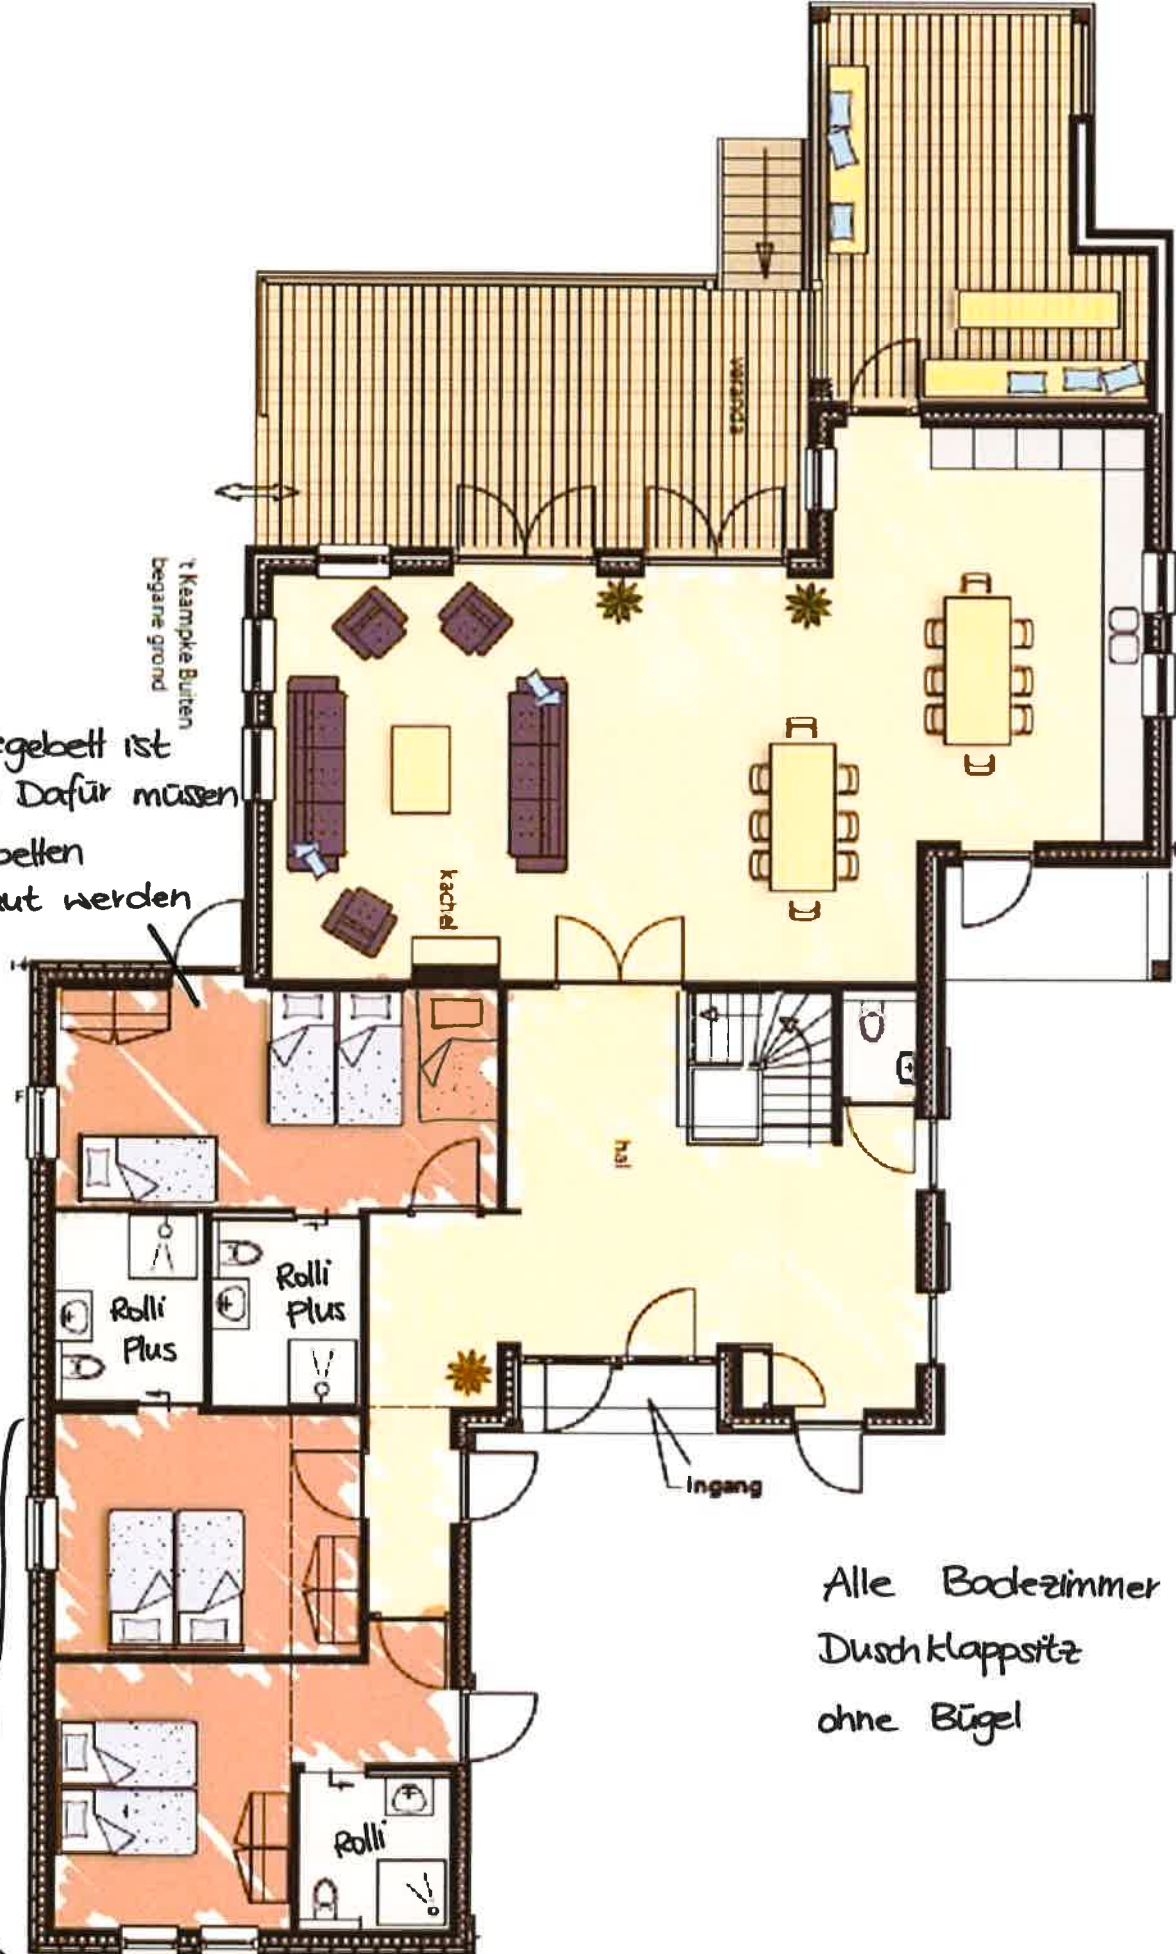 veranda
't Keampke Buiten
begane grond
gebett ist
Dafür müssen
betten
ut werden
kachel
hal
Rolli
Plus
Rolli
Plus
Ingang
Rolli
Alle Badezimmer
Duschklappsitz
ohne Bügel
F